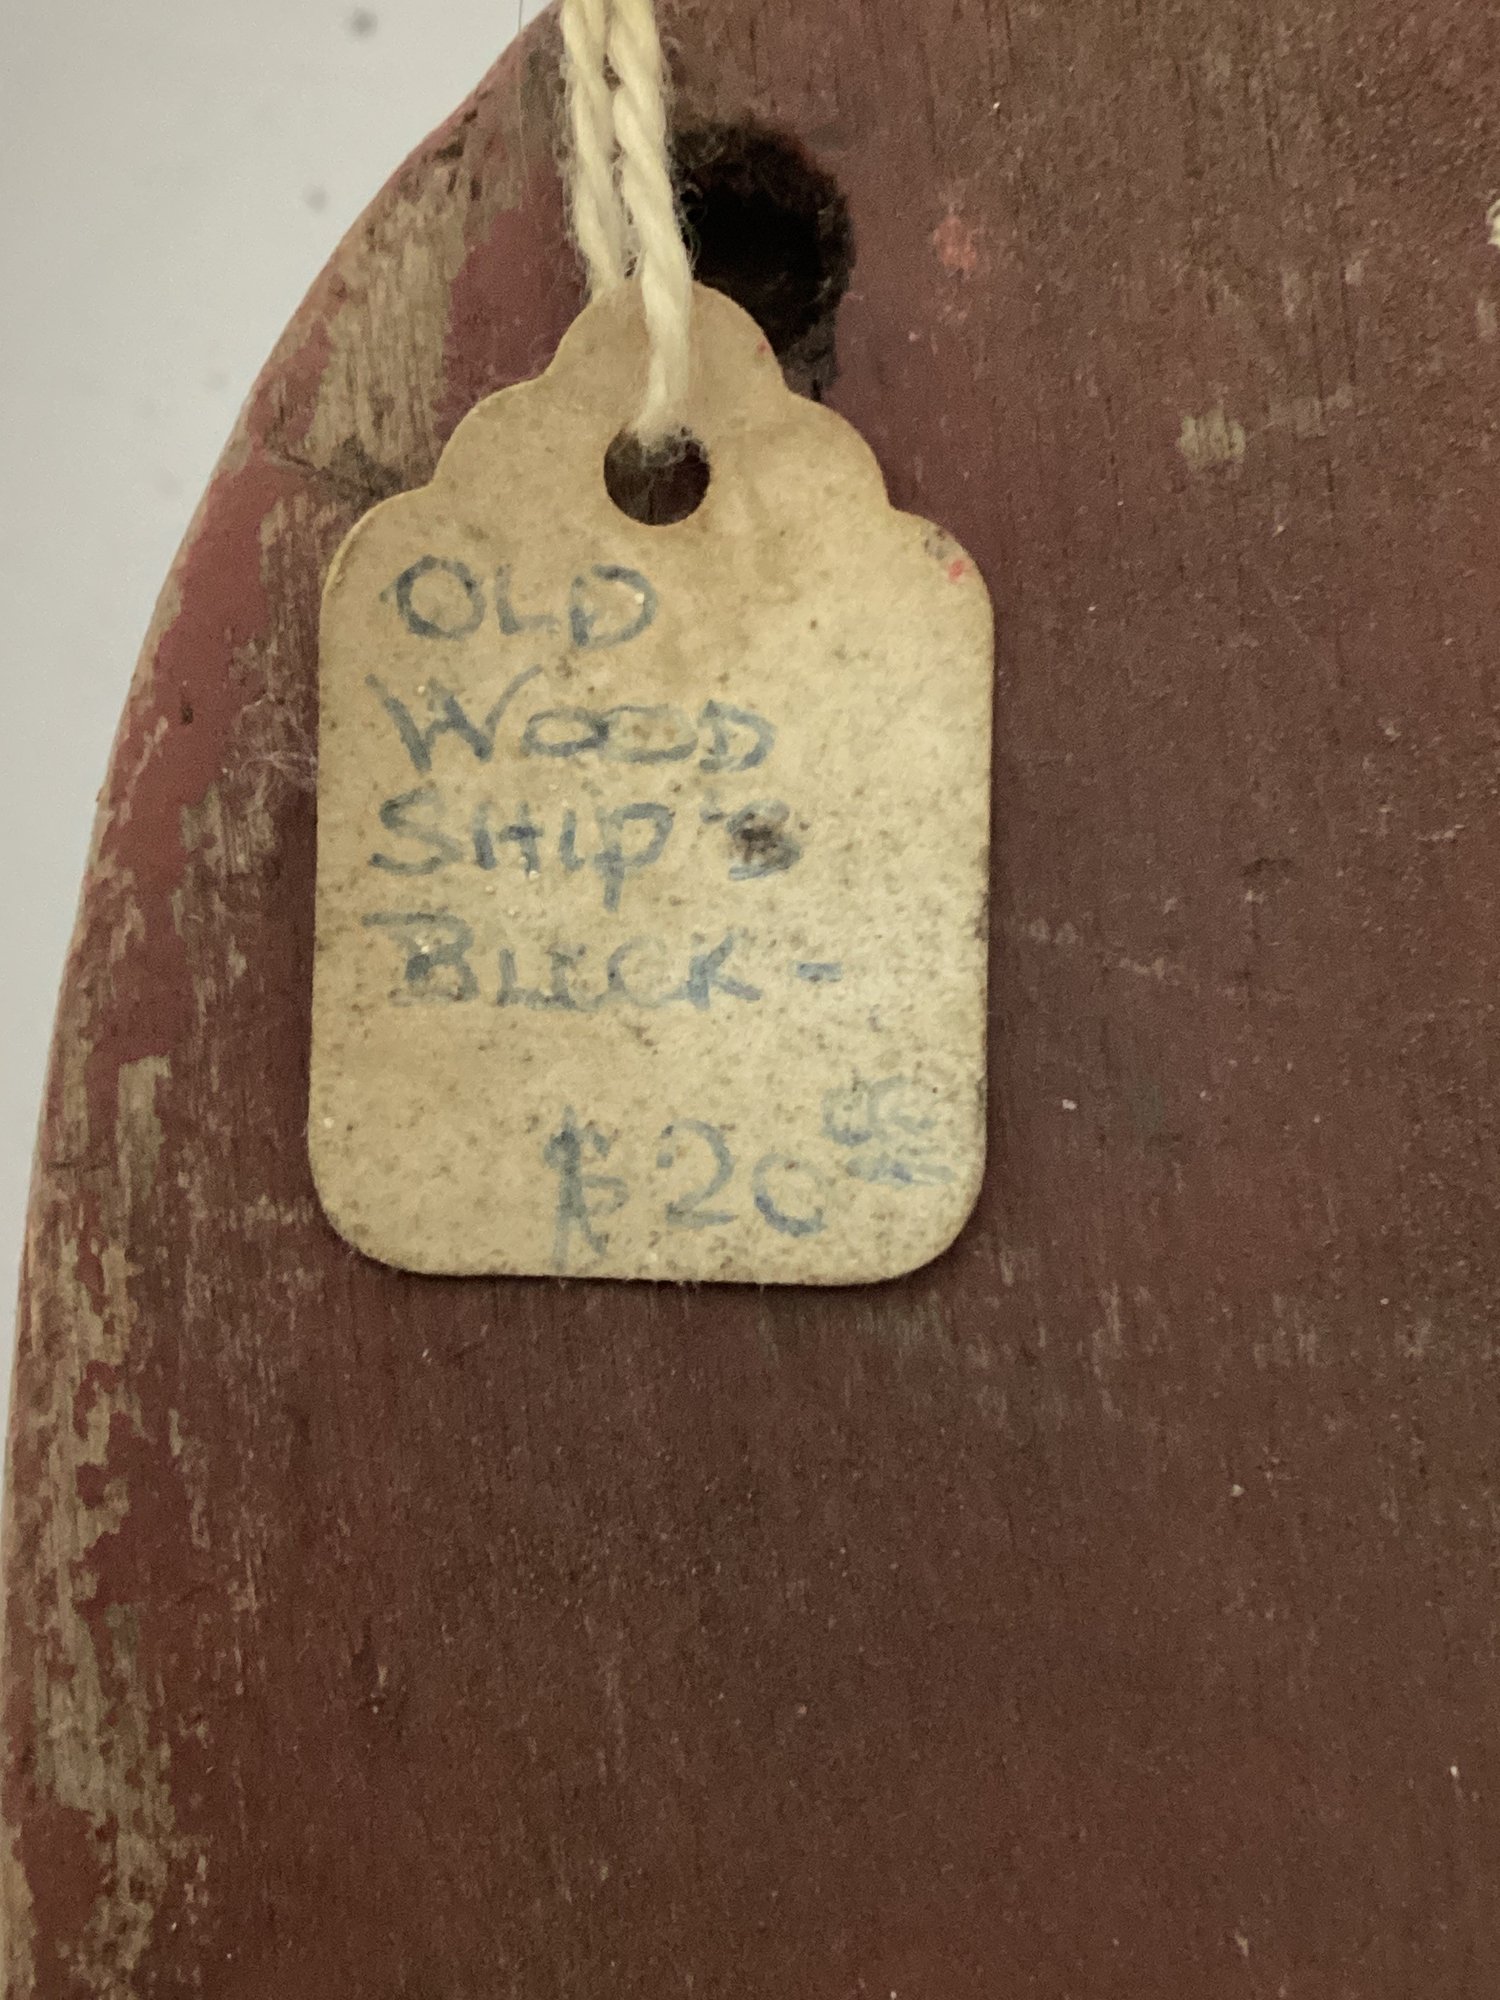 OLD
WOOD
SHIP'S
BLOCK -
$20 00